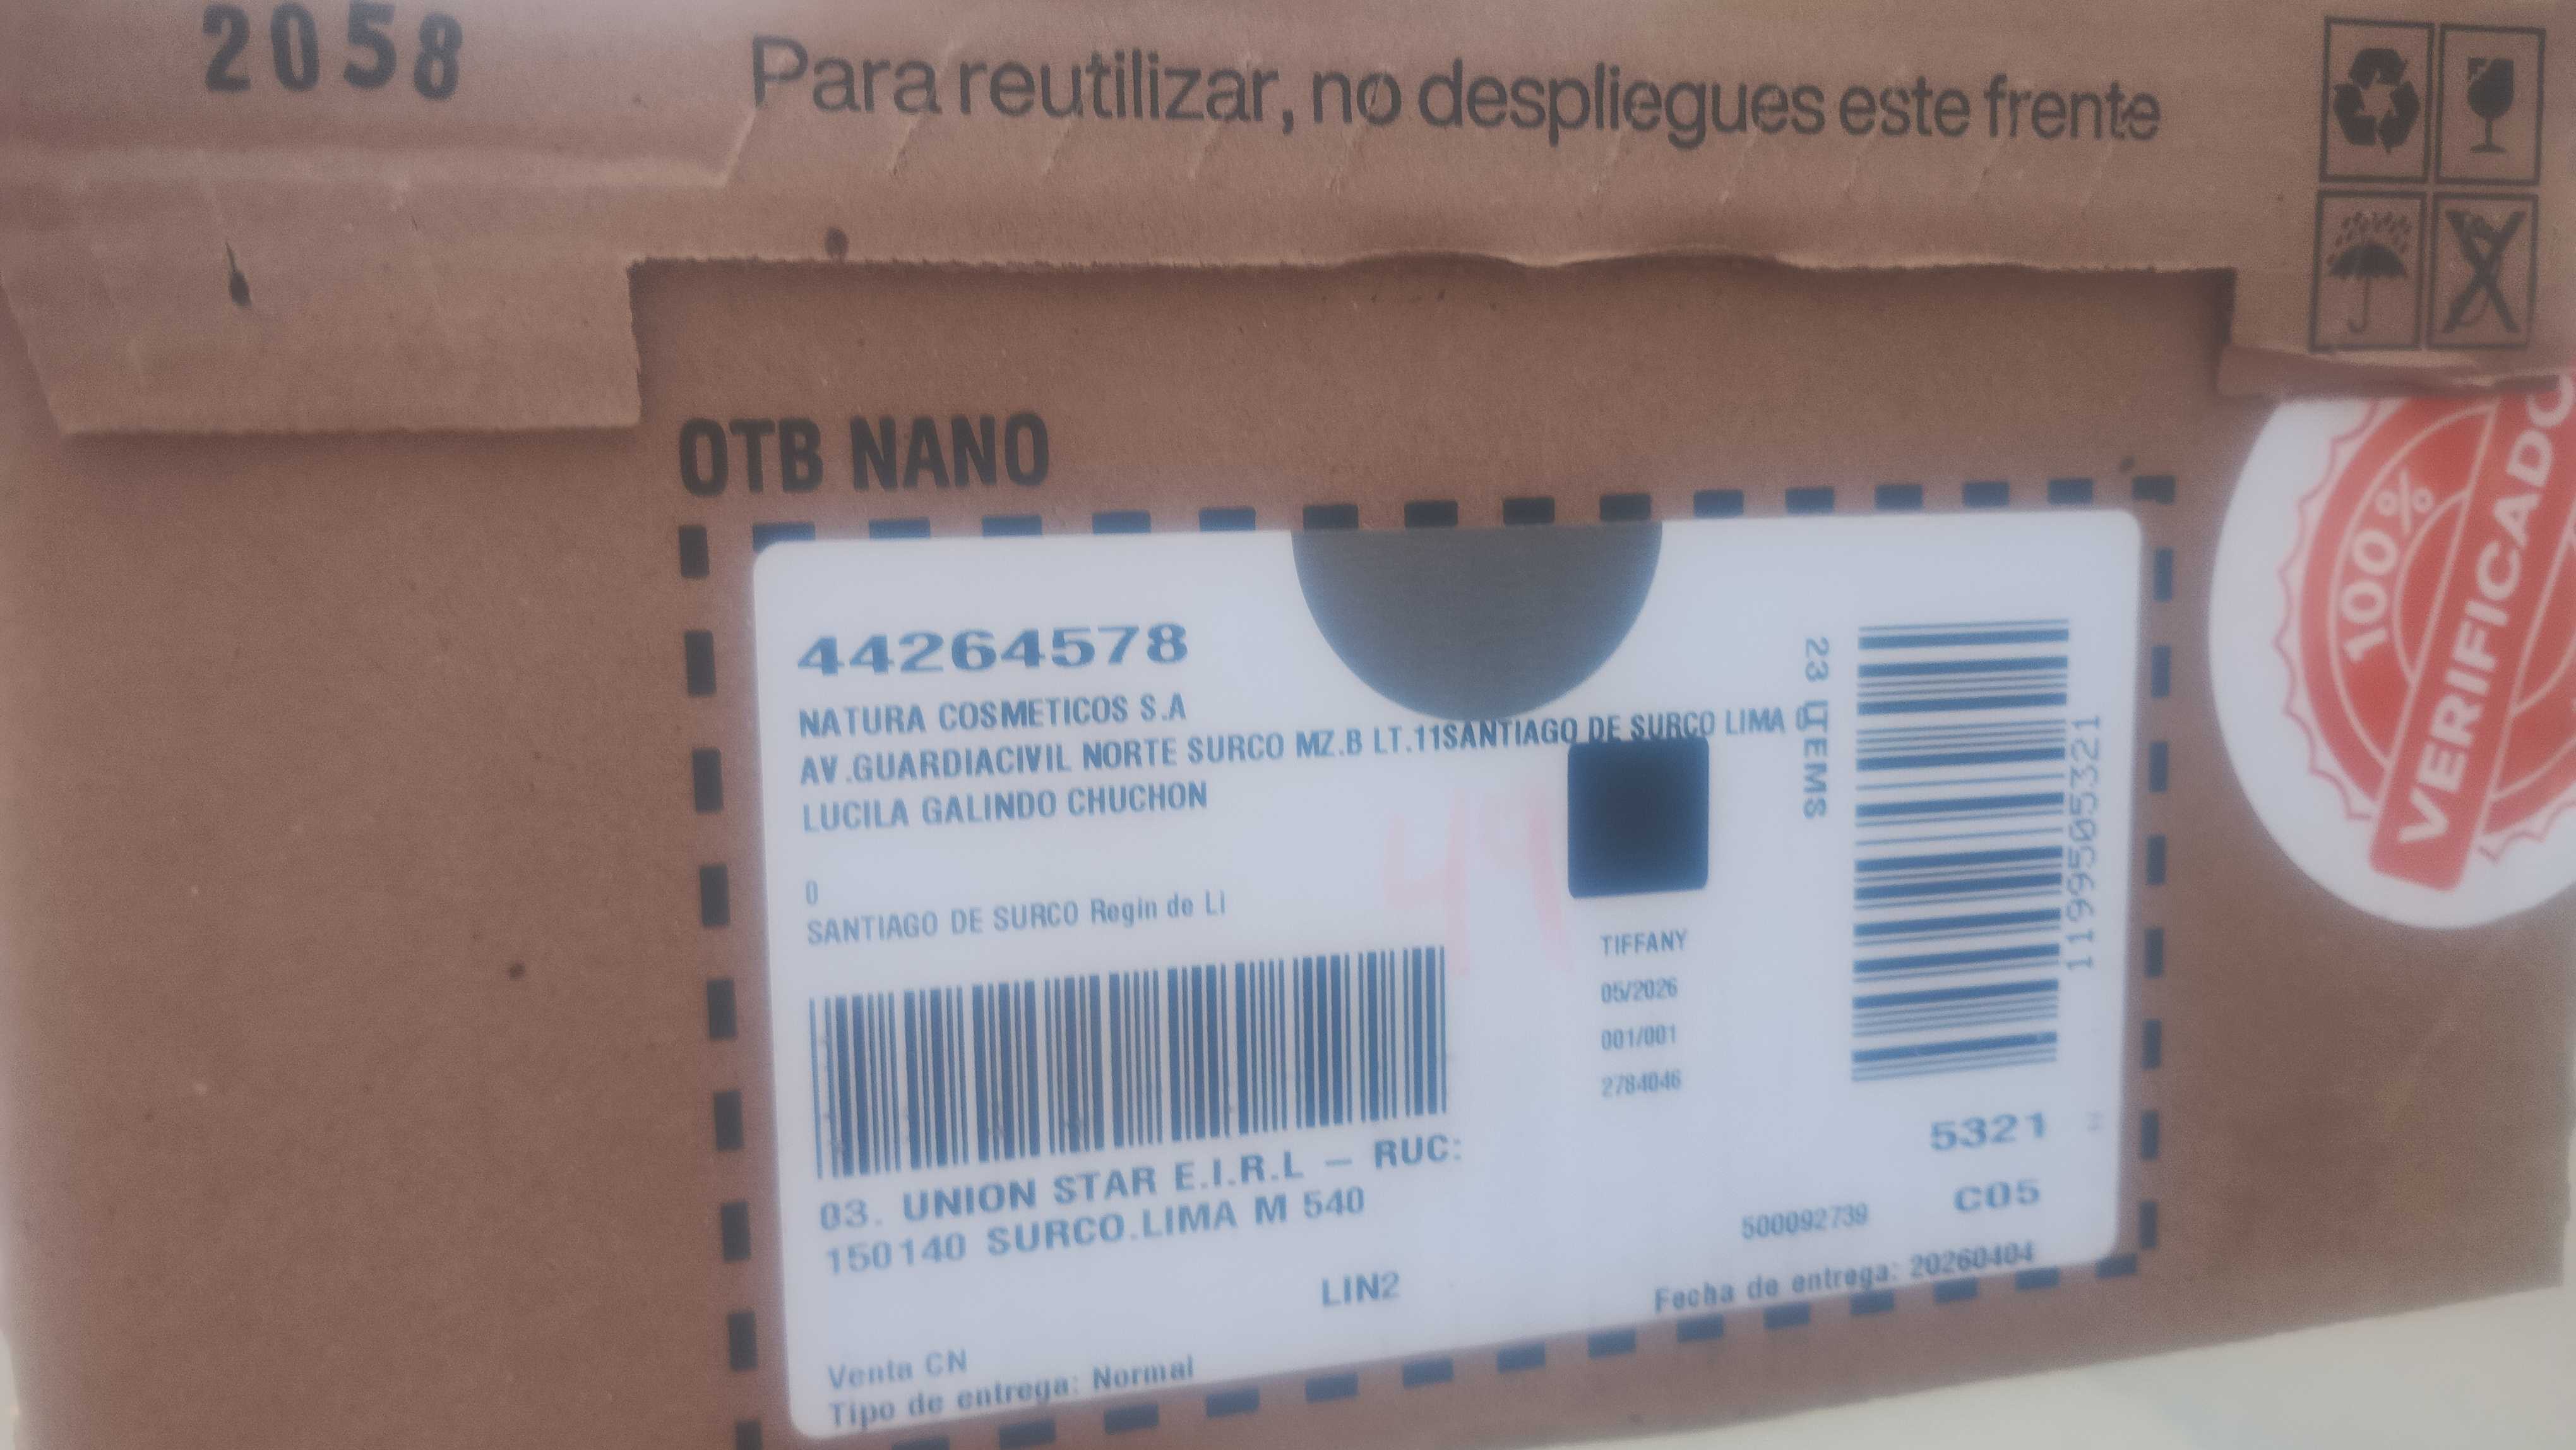 2058
Para reutilizar, no despliegues este frente
OTB NANO
100%
VERIFICADO
44264578
NATURA COSMETICOS S.A
AV.GUARDIACIVIL NORTE SURCO MZ.B LT.11SANTIAGO DE SURCO LIMA
LUCILA GALINDO CHUCHON
0
SANTIAGO DE SURCO Regin de LI
23 ITEMS
1199505321
44
TIFFANY
05/2026
001/001
2784046
03. UNION STAR E.I.R.L – RUC:
150140 SURCO.LIMA M 540
5321
C05
500092739
LIN2
Fecha de entrega: 20260404
Venta CN
Tipo de entrega: Normal